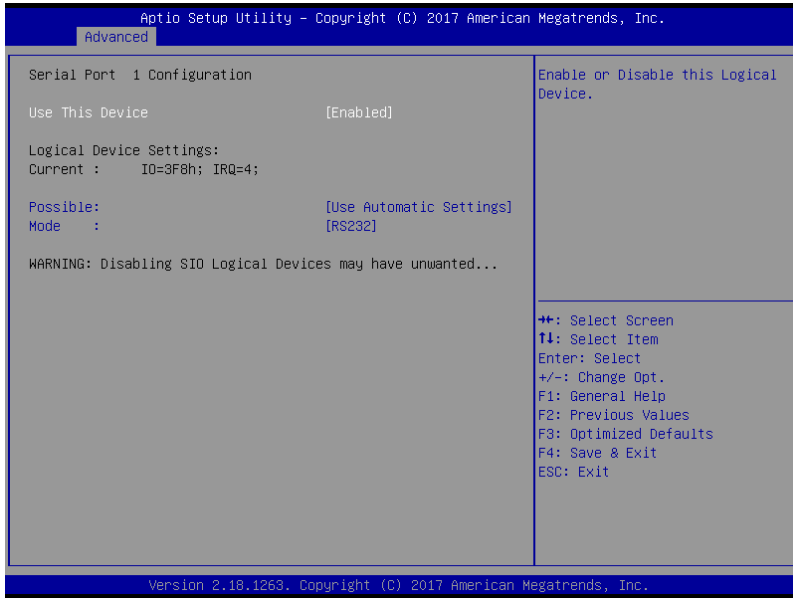 Aptio Setup Utility – Copyright (C) 2017 American Megatrends, Inc.
Advanced
Serial Port  1 Configuration
Use This Device [Enabled]
Logical Device Settings:
Current : IO=3F8h; IRQ=4;
Possible: [Use Automatic Settings]
Mode : [RS232]
WARNING: Disabling SIO Logical Devices may have unwanted...
Enable or Disable this Logical
Device.
→←: Select Screen
↑↓: Select Item
Enter: Select
+/-: Change Opt.
F1: General Help
F2: Previous Values
F3: Optimized Defaults
F4: Save & Exit
ESC: Exit
Version 2.18.1263. Copyright (C) 2017 American Megatrends, Inc.